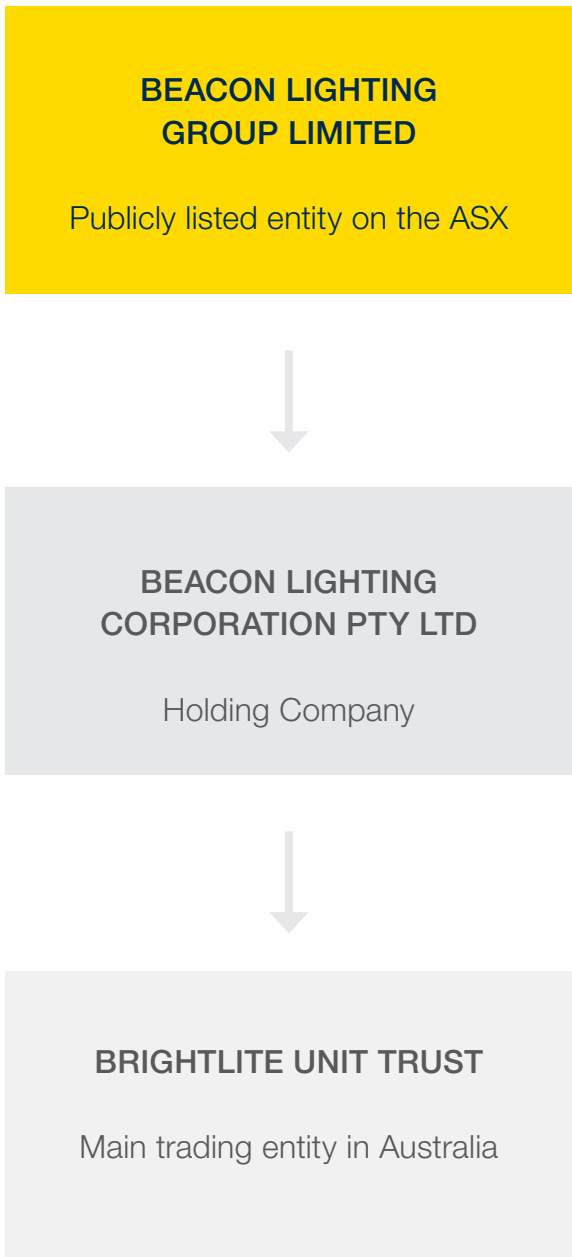 BEACON LIGHTING
GROUP LIMITED
Publicly listed entity on the ASX
BEACON LIGHTING
CORPORATION PTY LTD
Holding Company
BRIGHTLITE UNIT TRUST
Main trading entity in Australia